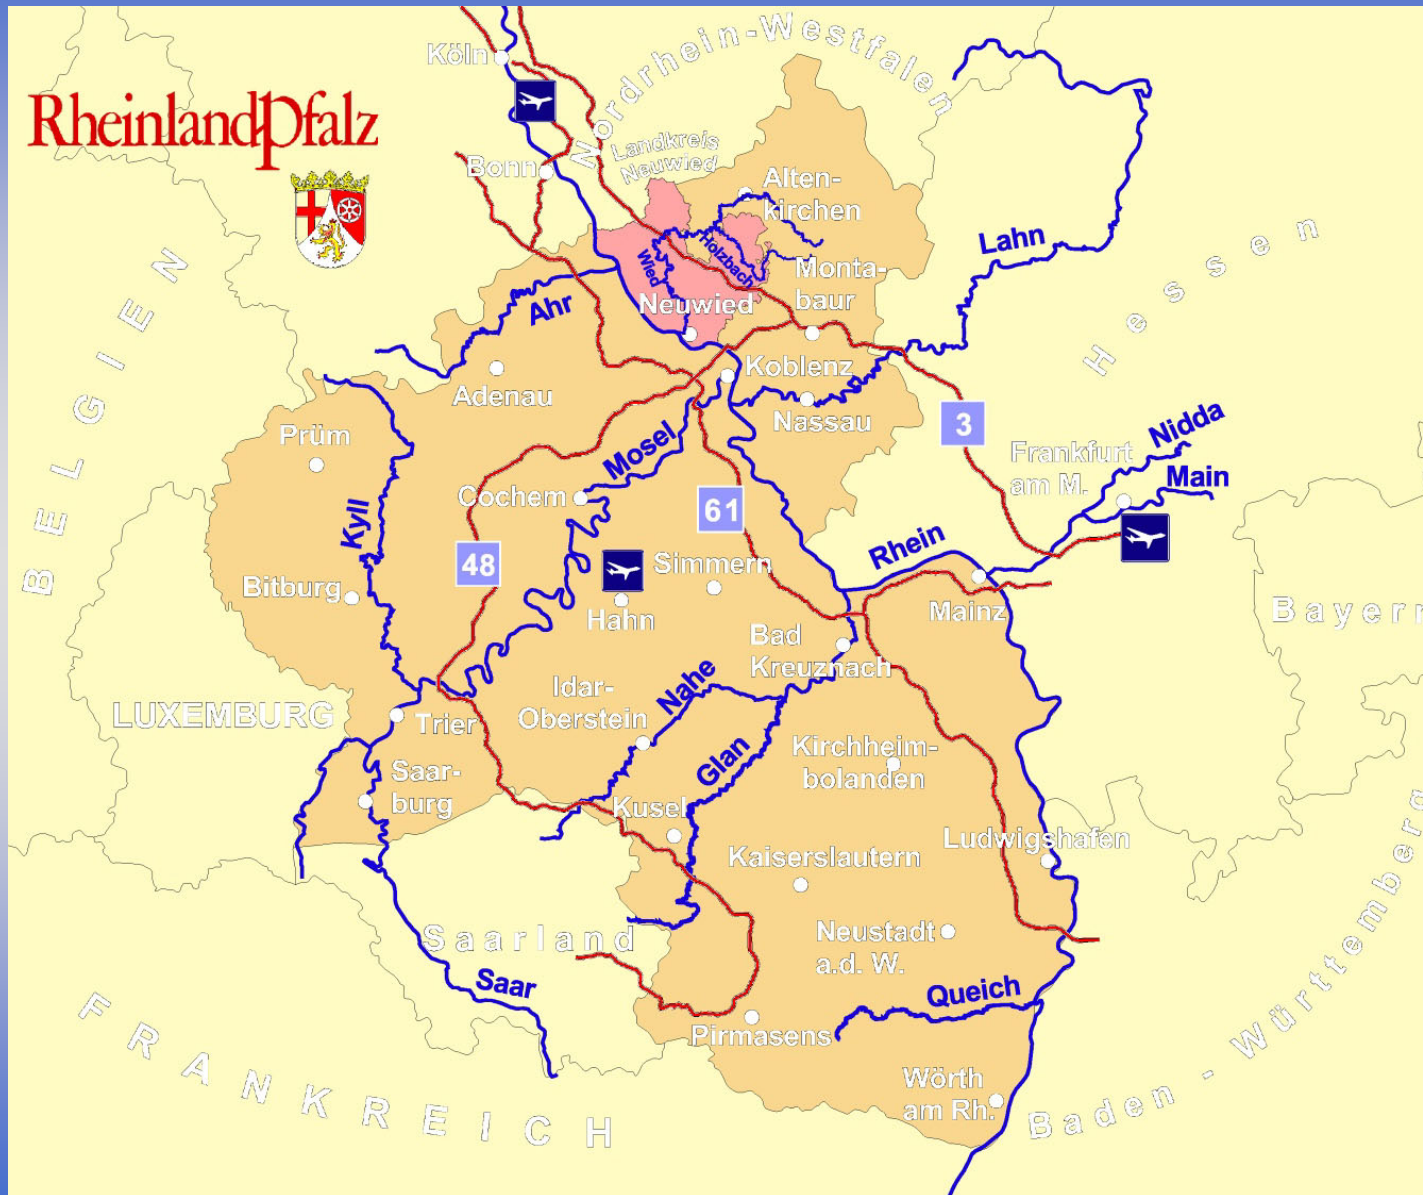 Nordrhein-Westfalen
Köln
RheinlandPfalz
Landkreis
Neuwied
Bonn
Alten-
kirchen
Lahn
Hessen
Holzbach
Wied
Monta-
baur
BELGIEN
Ahr
Neuwied
Koblenz
Adenau
Nassau
3
Nidda
Prüm
Mosel
Frankfurt
am M.
Main
Cochem
61
Kyll
Rhein
48
Simmern
Bitburg
Hahn
Mainz
Bayern
Bad
Kreuznach
Idar-
Oberstein
Nahe
LUXEMBURG
Trier
Glan
Kirchheim-
bolanden
Saar-
burg
Kusel
Ludwigshafen
Kaiserslautern
Saarland
Neustadt
a.d. W.
Saar
Queich
Pirmasens
FRANKREICH
Wörth
am Rh.
Baden - Württemberg